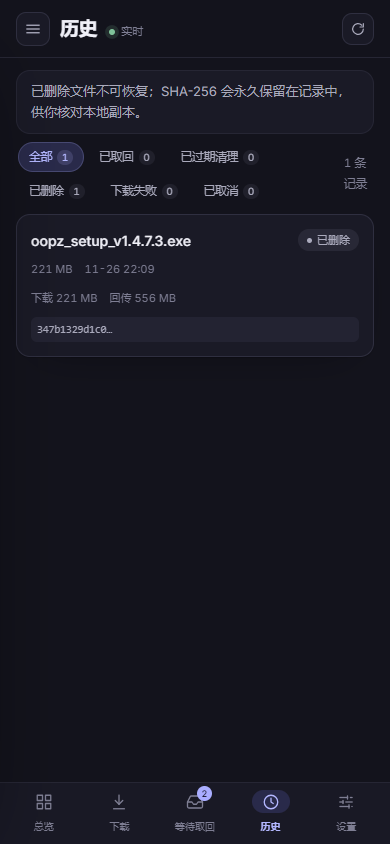 历史 实时
已删除文件不可恢复；SHA-256 会永久保留在记录中，
供你核对本地副本。
全部 1 已取回 0 已过期清理 0
已删除 1 下载失败 0 已取消 0
1 条
记录
oopz_setup_v1.4.7.3.exe 已删除
221 MB 11-26 22:09
下载 221 MB 回传 556 MB
347b1329d1c0…
2
总览 下载 等待取回 历史 设置